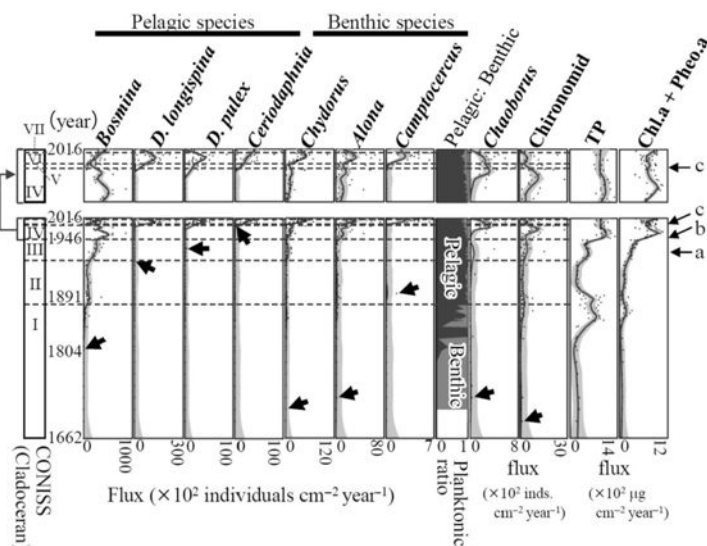 Pelagic species
Benthic species
VII (year)
Bosmina
D. longispina
D. pulex
Ceriodaphnia
Chydorus
Alona
Camptocercus
Pelagic: Benthic
Chaoborus
Chironomid
TP
Chl.a + Pheo.a
2016
VI
V
IV
c
2016
IV
1946
III
II
1891
I
1804
1662
c
b
a
Pelagic
Benthic
0 1000 0 300 0 100 0 100 0 120 0 80 0 7 0 1 0 8 0 30 0 14 0 12
CONISS
(Cladoceran)
Flux (×10² individuals cm⁻² year⁻¹)
Planktonic
ratio
flux
(×10² inds.
cm⁻² year⁻¹)
flux
(×10² µg
cm⁻² year⁻¹)